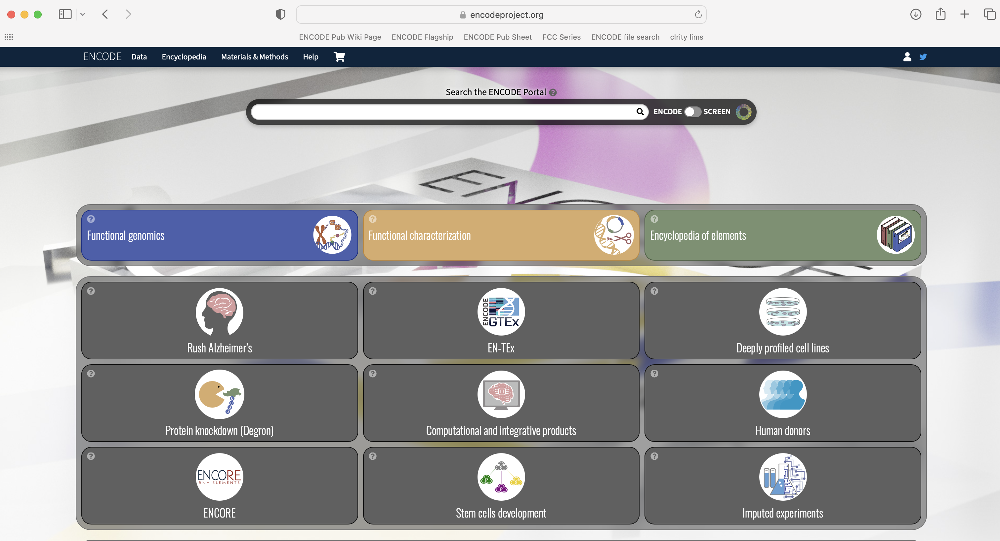 encodeproject.org
ENCODE Pub Wiki Page ENCODE Flagship ENCODE Pub Sheet FCC Series ENCODE file search clrity lims
ENCODE Data Encyclopedia Materials & Methods Help
Search the ENCODE Portal ?
ENCODE SCREEN
? ? ?
Functional genomics Functional characterization Encyclopedia of elements
? ? ?
ENCODE
GTEx
Rush Alzheimer’s EN-TEx Deeply profiled cell lines
? ? ?
U
U
U
U
Protein knockdown (Degron) Computational and integrative products Human donors
? ? ?
ENCORE
RNA ELEMENTS
ENCORE Stem cells development Imputed experiments